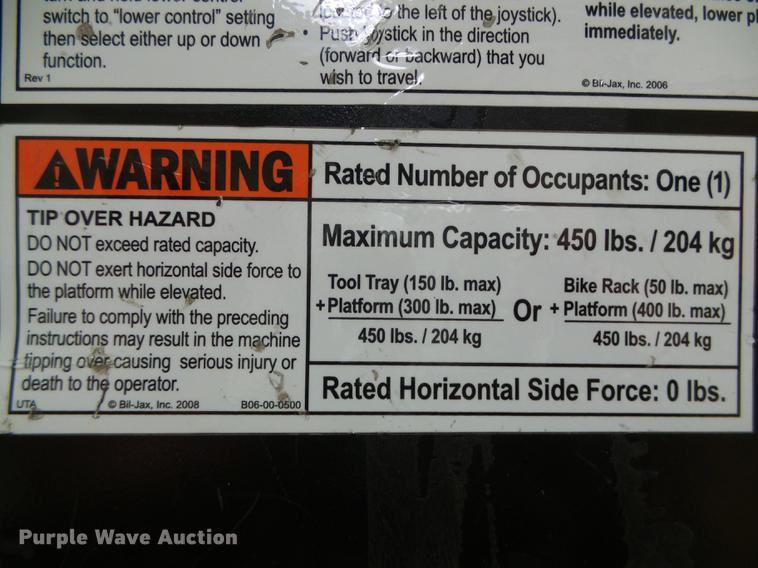 switch to “lower control” setting
then select either up or down
function.
Rev 1
to the left of the joystick).
• Push joystick in the direction
(forward or backward) that you
wish to travel.
while elevated, lower
immediately.
© Bil-Jax, Inc. 2006
WARNING
TIP OVER HAZARD
DO NOT exceed rated capacity.
DO NOT exert horizontal side force to
the platform while elevated.
Failure to comply with the preceding
instructions may result in the machine
tipping over causing serious injury or
death to the operator.
UTA © Bil-Jax, Inc. 2008 B06-00-0500
Rated Number of Occupants: One (1)
Maximum Capacity: 450 lbs. / 204 kg
Tool Tray (150 lb. max)
+ Platform (300 lb. max)
450 lbs. / 204 kg
Or
Bike Rack (50 lb. max)
+ Platform (400 lb. max)
450 lbs. / 204 kg
Rated Horizontal Side Force: 0 lbs.
Purple Wave Auction